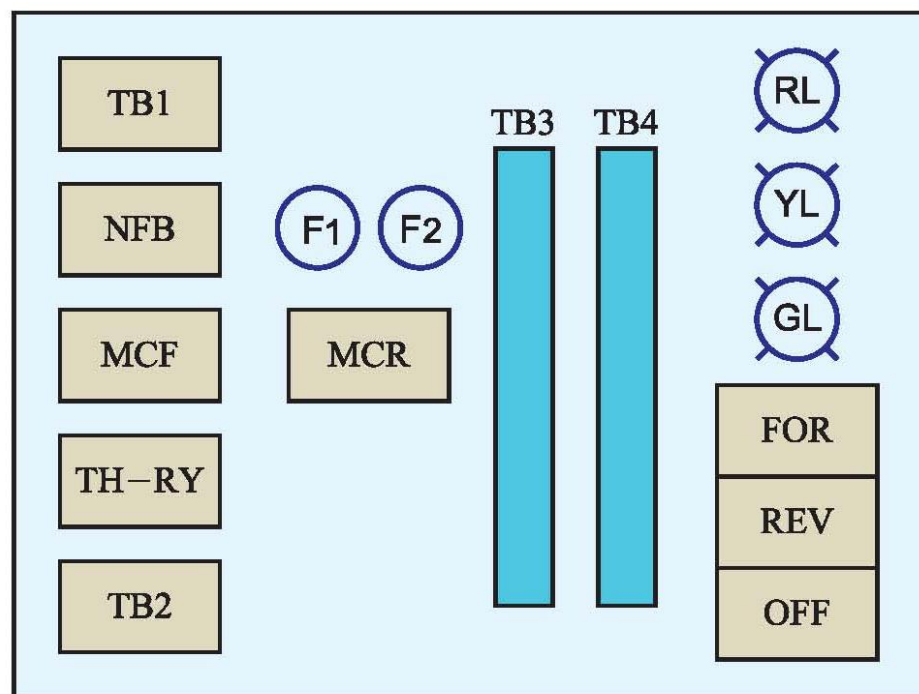 TB1
NFB
MCF
TH−RY
TB2
F1 F2
MCR
TB3 TB4
RL
YL
GL
FOR
REV
OFF